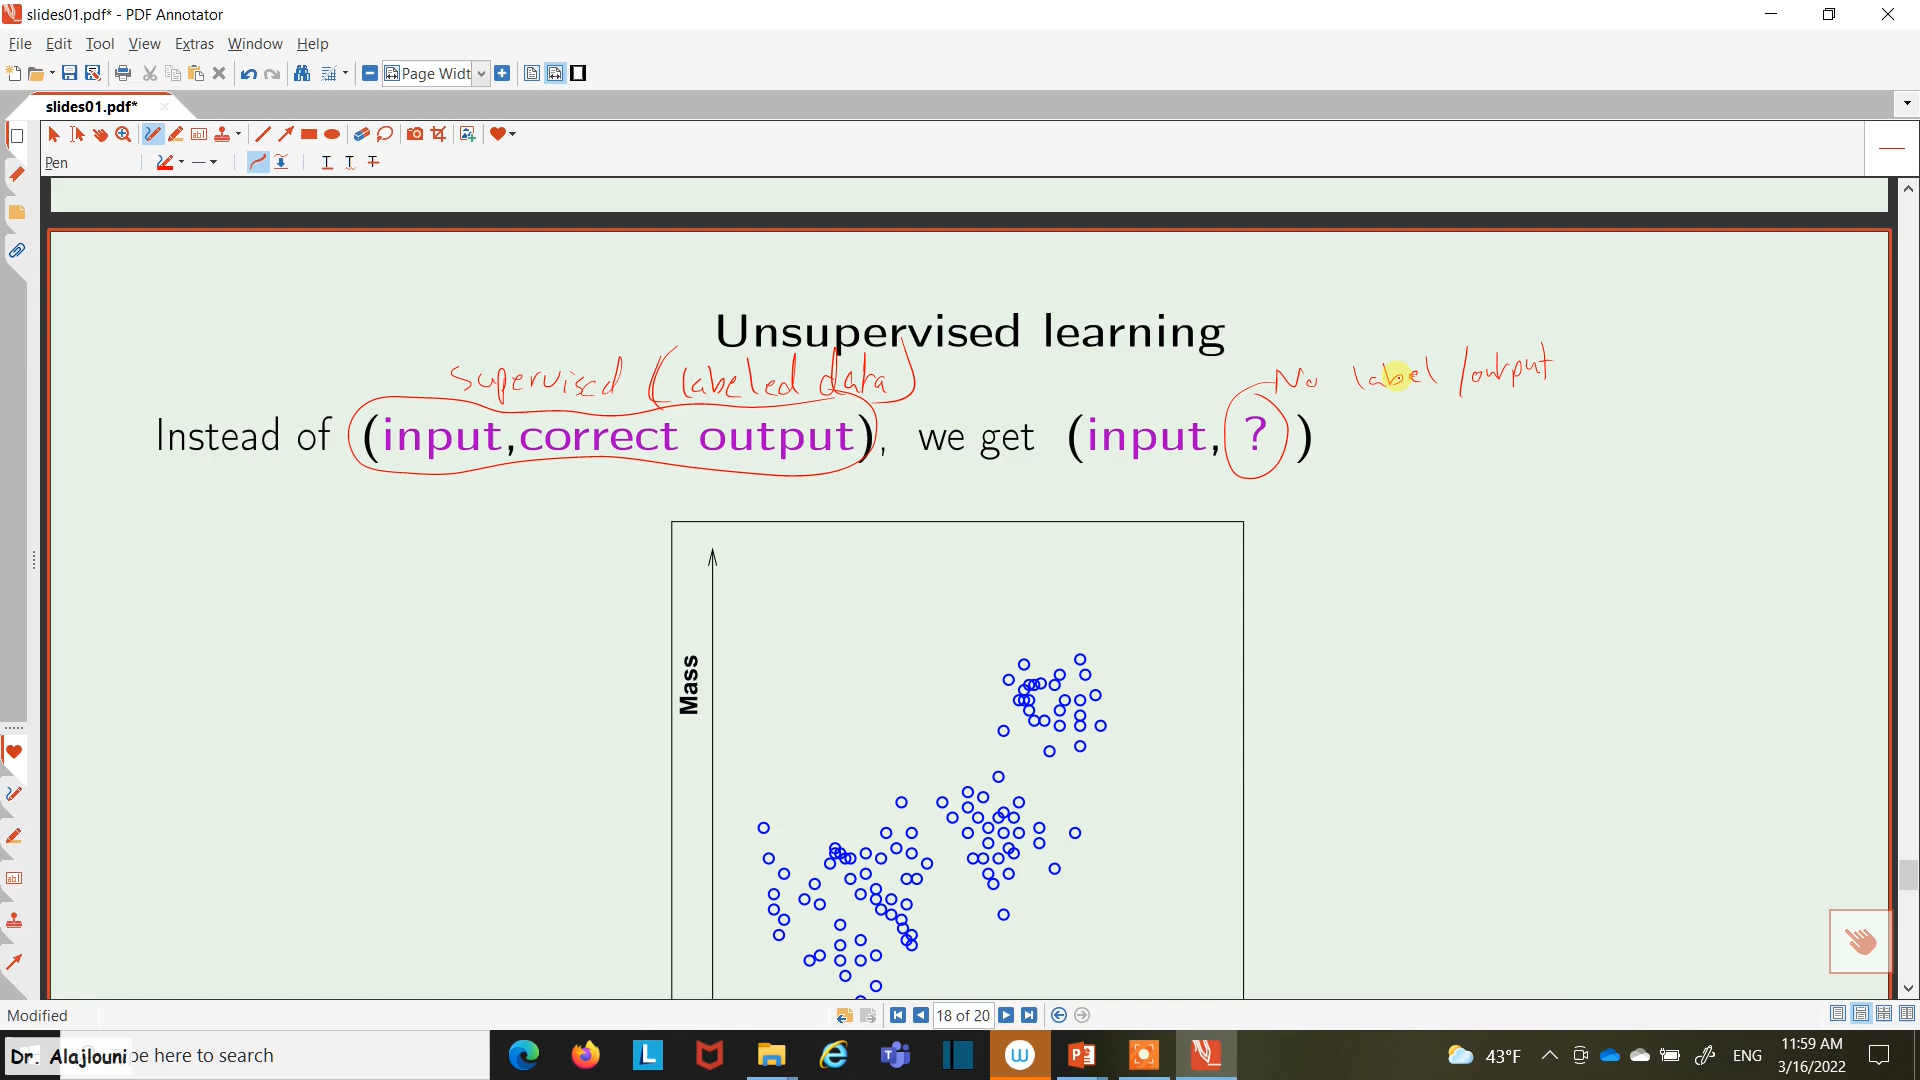 slides01.pdf* - PDF Annotator
File Edit Tool View Extras Window Help
Page Widt
slides01.pdf*
Pen
Unsupervised learning
supervised (labeled data)
No label /output
Instead of (input,correct output), we get (input, ? )
Mass
Modified
18 of 20
Dr. Alajlouni
pe here to search
43°F
ENG
11:59 AM
3/16/2022